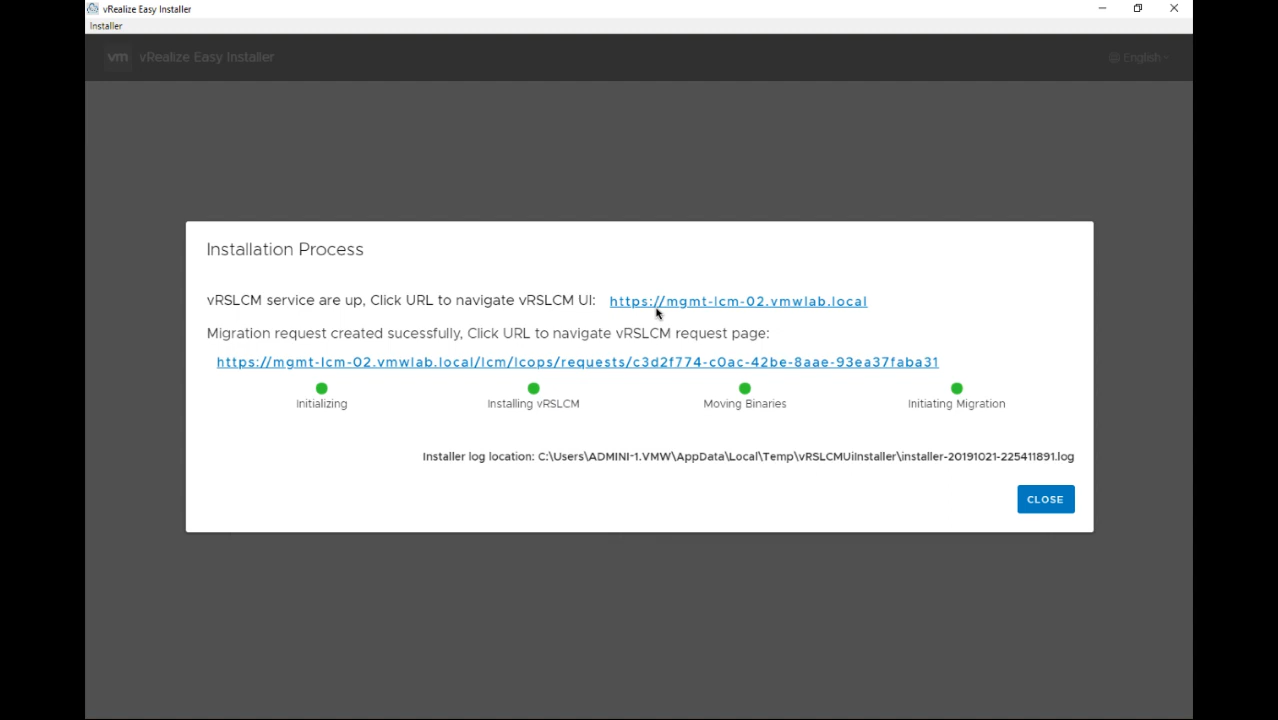 vRealize Easy Installer
Installer
vm vRealize Easy Installer English
Installation Process
vRSLCM service are up, Click URL to navigate vRSLCM UI: https://mgmt-lcm-02.vmwlab.local
Migration request created sucessfully, Click URL to navigate vRSLCM request page:
https://mgmt-lcm-02.vmwlab.local/lcm/lcops/requests/c3d2f774-c0ac-42be-8aae-93ea37faba31
Initializing Installing vRSLCM Moving Binaries Initiating Migration
Installer log location: C:\Users\ADMINI~1.VMW\AppData\Local\Temp\vRSLCMUiInstaller\installer-20191021-225411891.log
CLOSE